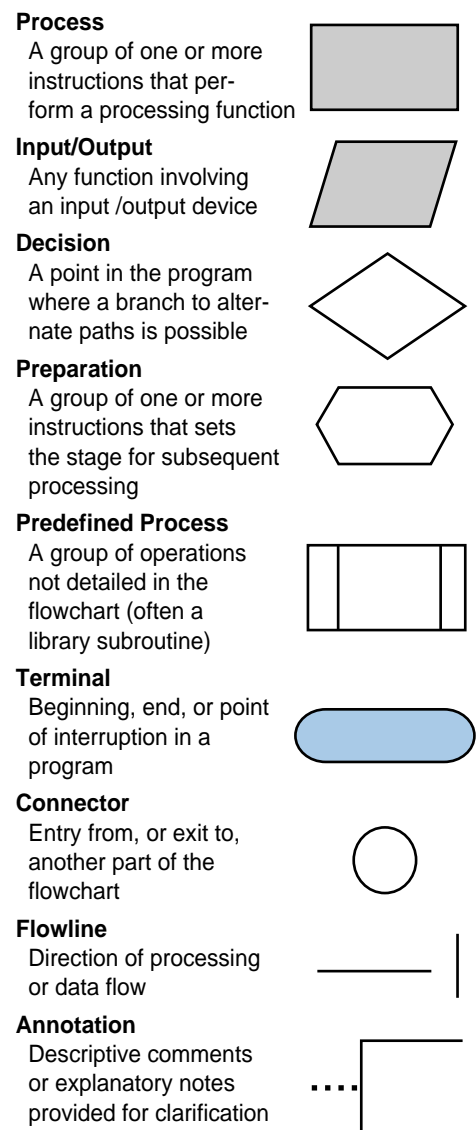 Process
A group of one or more
instructions that per-
form a processing function
Input/Output
Any function involving
an input /output device
Decision
A point in the program
where a branch to alter-
nate paths is possible
Preparation
A group of one or more
instructions that sets
the stage for subsequent
processing
Predefined Process
A group of operations
not detailed in the
flowchart (often a
library subroutine)
Terminal
Beginning, end, or point
of interruption in a
program
Connector
Entry from, or exit to,
another part of the
flowchart
Flowline
Direction of processing
or data flow
Annotation
Descriptive comments
or explanatory notes
provided for clarification